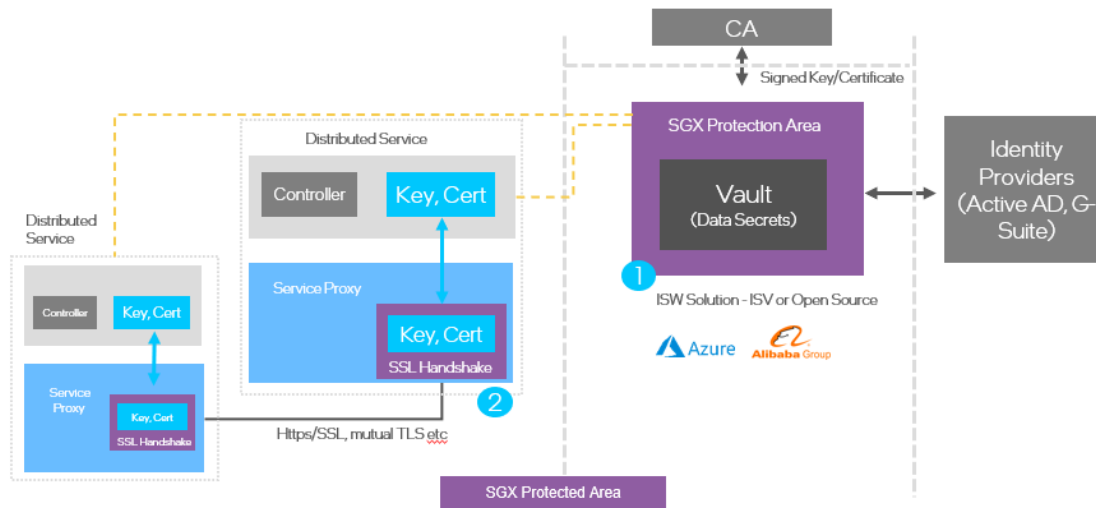 CA
Signed Key/Certificate
SGX Protection Area
Vault
(Data Secrets)
1
ISW Solution - ISV or Open Source
Azure
Alibaba Group
Identity
Providers
(Active AD, G-
Suite)
Distributed Service
Controller
Key, Cert
Service Proxy
Key, Cert
SSL Handshake
2
Distributed
Service
Controller
Key, Cert
Service
Proxy
Key, Cert
SSL Handshake
Https/SSL, mutual TLS etc
SGX Protected Area